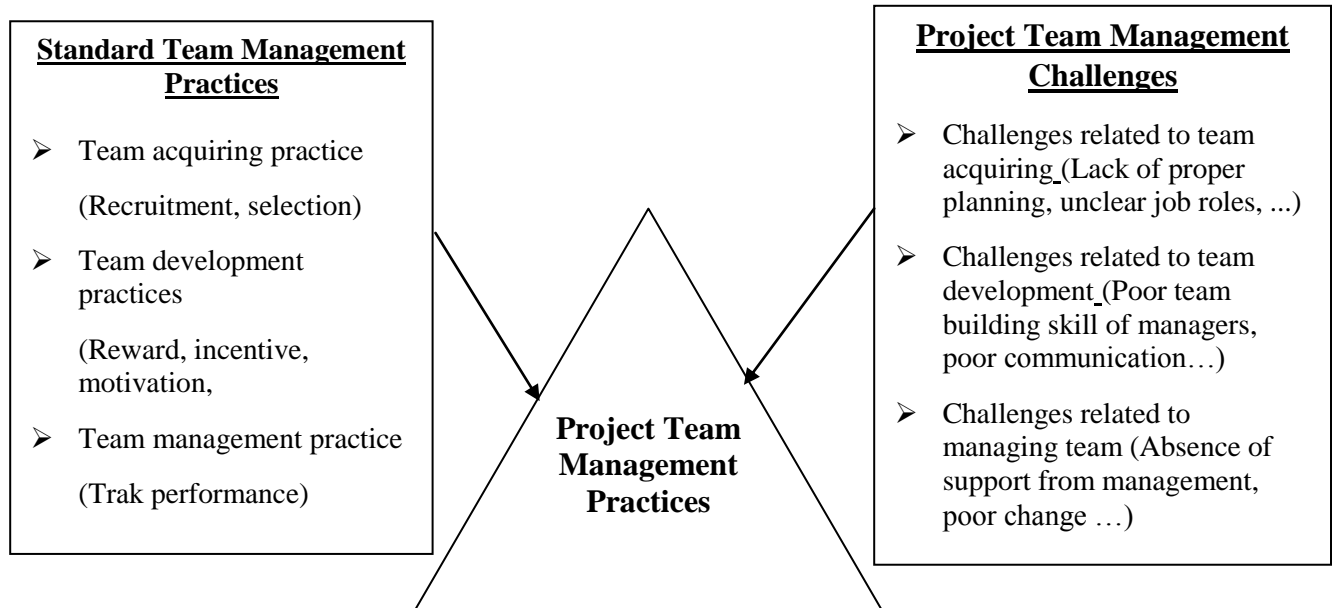 Standard Team Management
Practices
➢ Team acquiring practice
(Recruitment, selection)
➢ Team development
practices
(Reward, incentive,
motivation,
➢ Team management practice
(Trak performance)
Project Team Management
Challenges
➢ Challenges related to team
acquiring (Lack of proper
planning, unclear job roles, ...)
➢ Challenges related to team
development (Poor team
building skill of managers,
poor communication…)
➢ Challenges related to
managing team (Absence of
support from management,
poor change …)
Project Team
Management
Practices